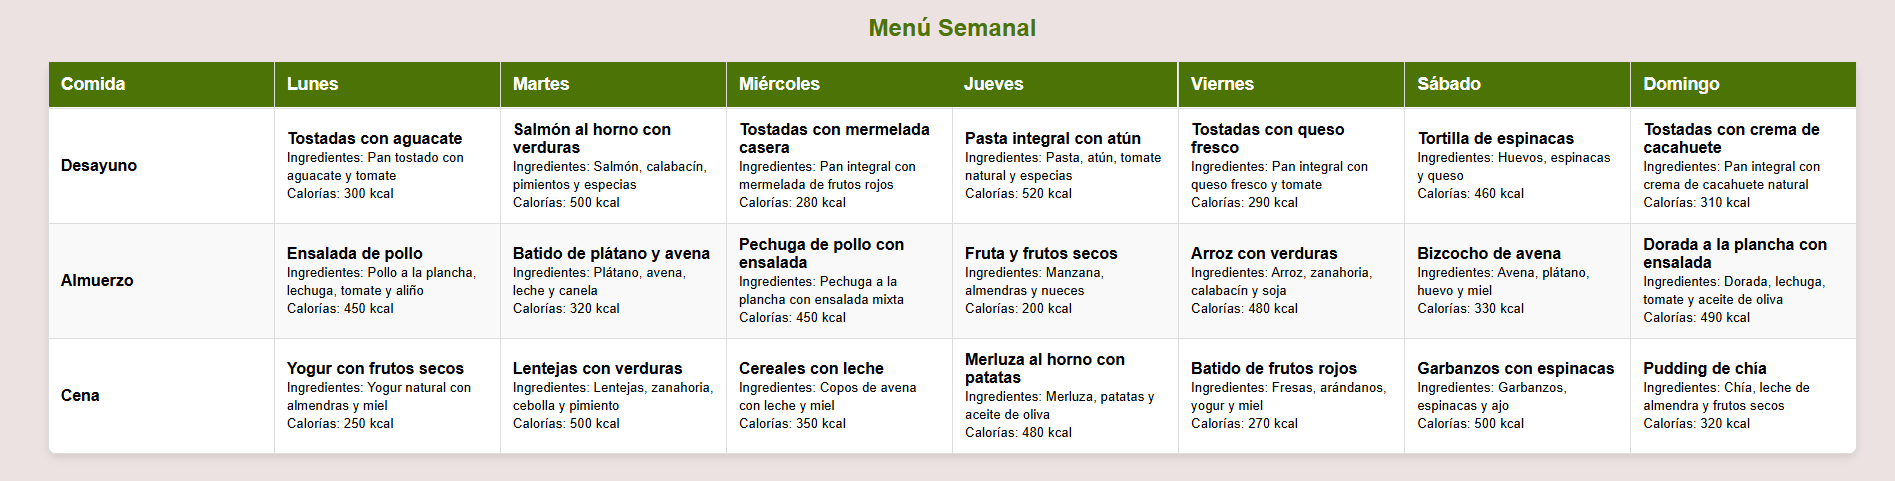 Menú Semanal
Comida
Lunes
Martes
Miércoles
Jueves
Viernes
Sábado
Domingo
Desayuno
Tostadas con aguacate
Ingredientes: Pan tostado con
aguacate y tomate
Calorías: 300 kcal
Salmón al horno con
verduras
Ingredientes: Salmón, calabacín,
pimientos y especias
Calorías: 500 kcal
Tostadas con mermelada
casera
Ingredientes: Pan integral con
mermelada de frutos rojos
Calorías: 280 kcal
Pasta integral con atún
Ingredientes: Pasta, atún, tomate
natural y especias
Calorías: 520 kcal
Tostadas con queso
fresco
Ingredientes: Pan integral con
queso fresco y tomate
Calorías: 290 kcal
Tortilla de espinacas
Ingredientes: Huevos, espinacas
y queso
Calorías: 460 kcal
Tostadas con crema de
cacahuete
Ingredientes: Pan integral con
crema de cacahuete natural
Calorías: 310 kcal
Almuerzo
Ensalada de pollo
Ingredientes: Pollo a la plancha,
lechuga, tomate y aliño
Calorías: 450 kcal
Batido de plátano y avena
Ingredientes: Plátano, avena,
leche y canela
Calorías: 320 kcal
Pechuga de pollo con
ensalada
Ingredientes: Pechuga a la
plancha con ensalada mixta
Calorías: 450 kcal
Fruta y frutos secos
Ingredientes: Manzana,
almendras y nueces
Calorías: 200 kcal
Arroz con verduras
Ingredientes: Arroz, zanahoria,
calabacín y soja
Calorías: 480 kcal
Bizcocho de avena
Ingredientes: Avena, plátano,
huevo y miel
Calorías: 330 kcal
Dorada a la plancha con
ensalada
Ingredientes: Dorada, lechuga,
tomate y aceite de oliva
Calorías: 490 kcal
Cena
Yogur con frutos secos
Ingredientes: Yogur natural con
almendras y miel
Calorías: 250 kcal
Lentejas con verduras
Ingredientes: Lentejas, zanahoria,
cebolla y pimiento
Calorías: 500 kcal
Cereales con leche
Ingredientes: Copos de avena
con leche y miel
Calorías: 350 kcal
Merluza al horno con
patatas
Ingredientes: Merluza, patatas y
aceite de oliva
Calorías: 480 kcal
Batido de frutos rojos
Ingredientes: Fresas, arándanos,
yogur y miel
Calorías: 270 kcal
Garbanzos con espinacas
Ingredientes: Garbanzos,
espinacas y ajo
Calorías: 500 kcal
Pudding de chía
Ingredientes: Chía, leche de
almendra y frutos secos
Calorías: 320 kcal